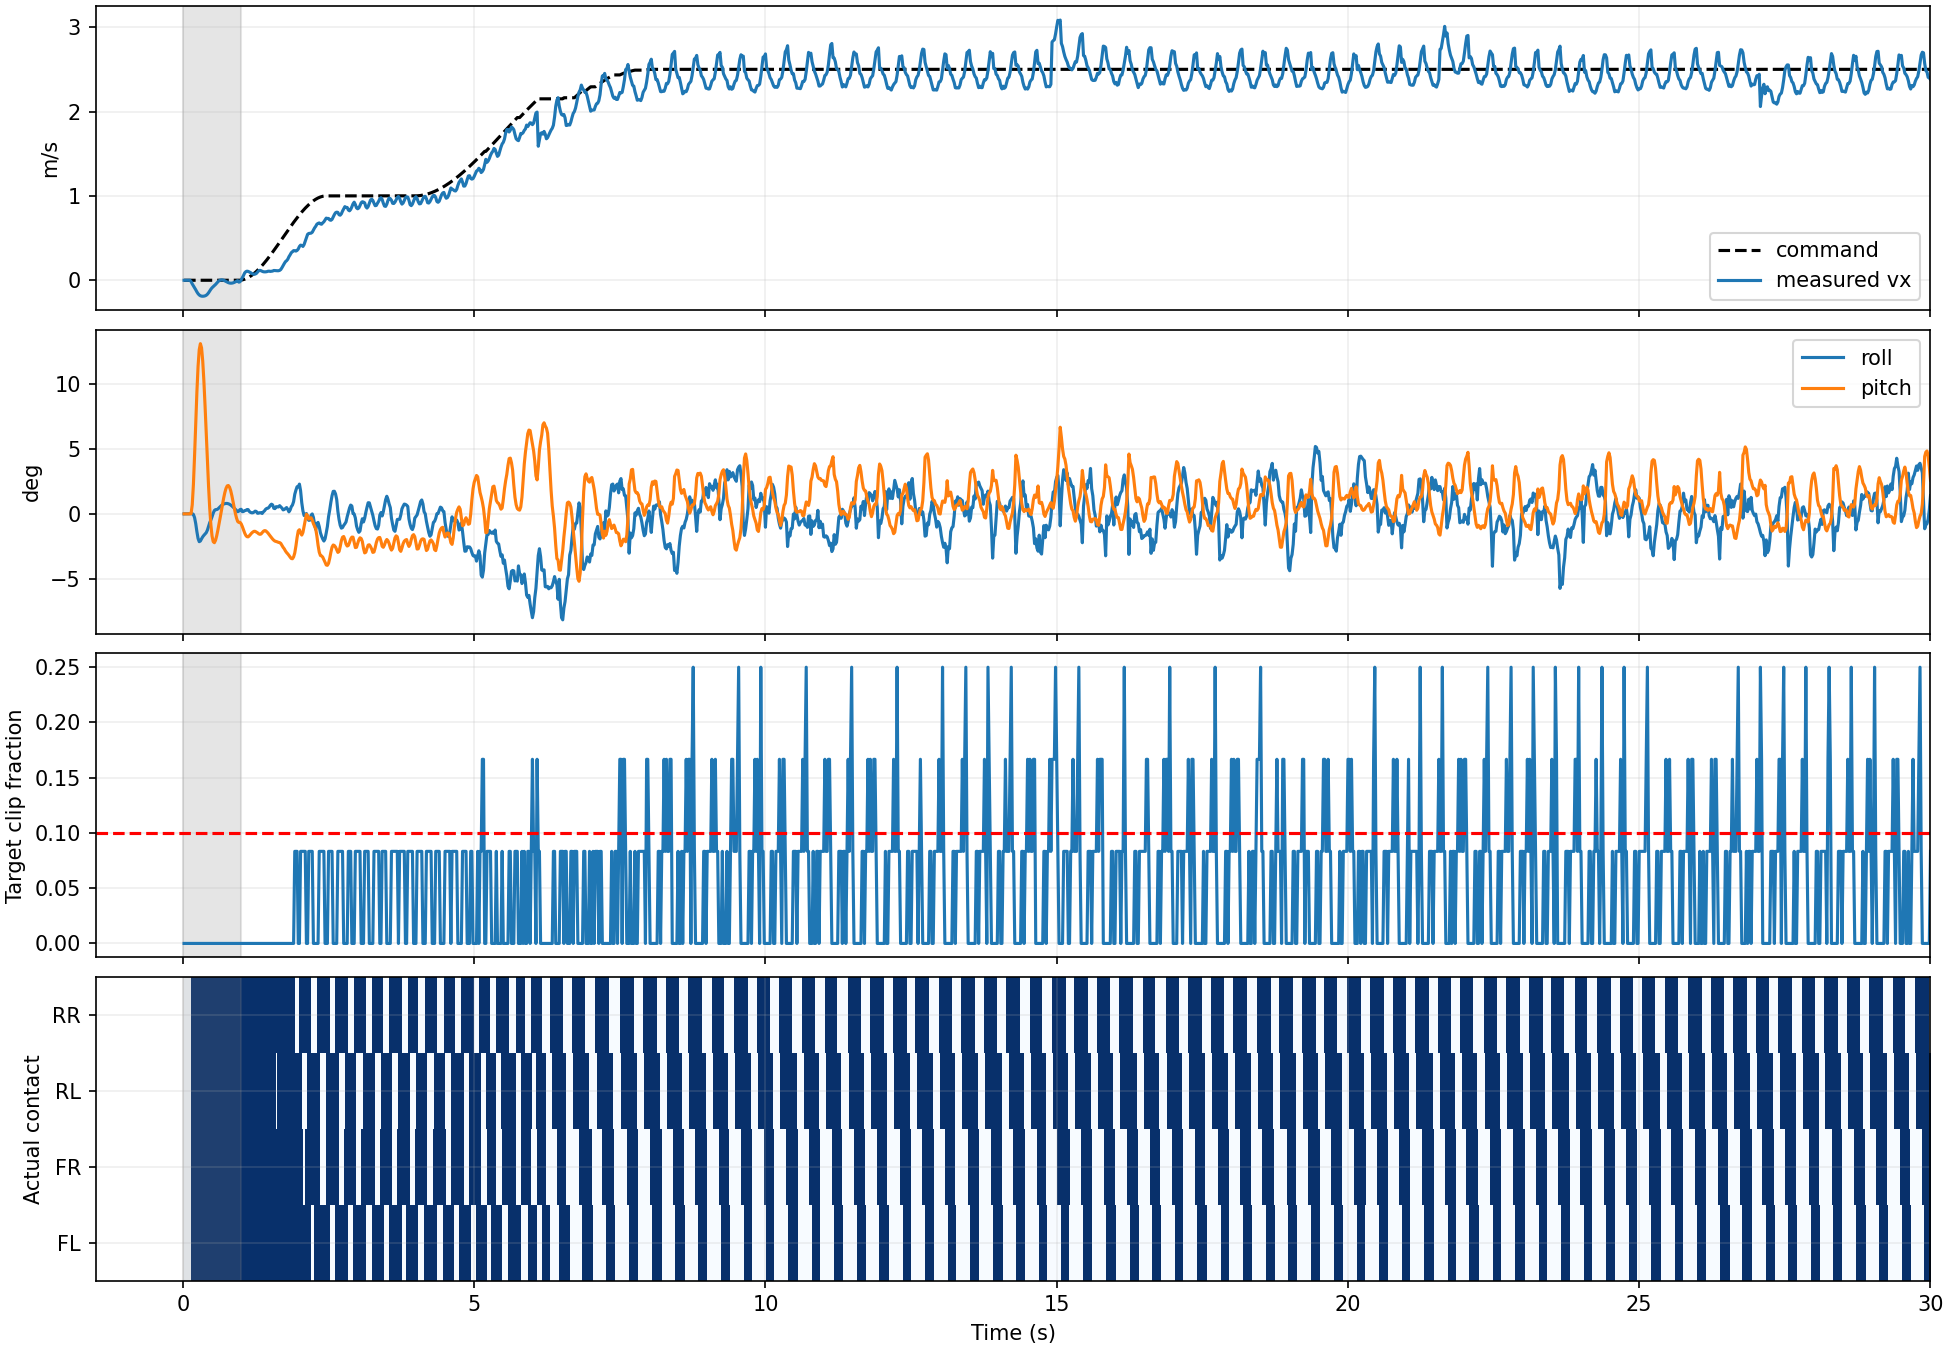 3
2
1
0
m/s
command
measured vx
10
5
0
−5
deg
roll
pitch
0.25
0.20
0.15
0.10
0.05
0.00
Target clip fraction
RR
RL
FR
FL
Actual contact
0
5
10
15
20
25
30
Time (s)